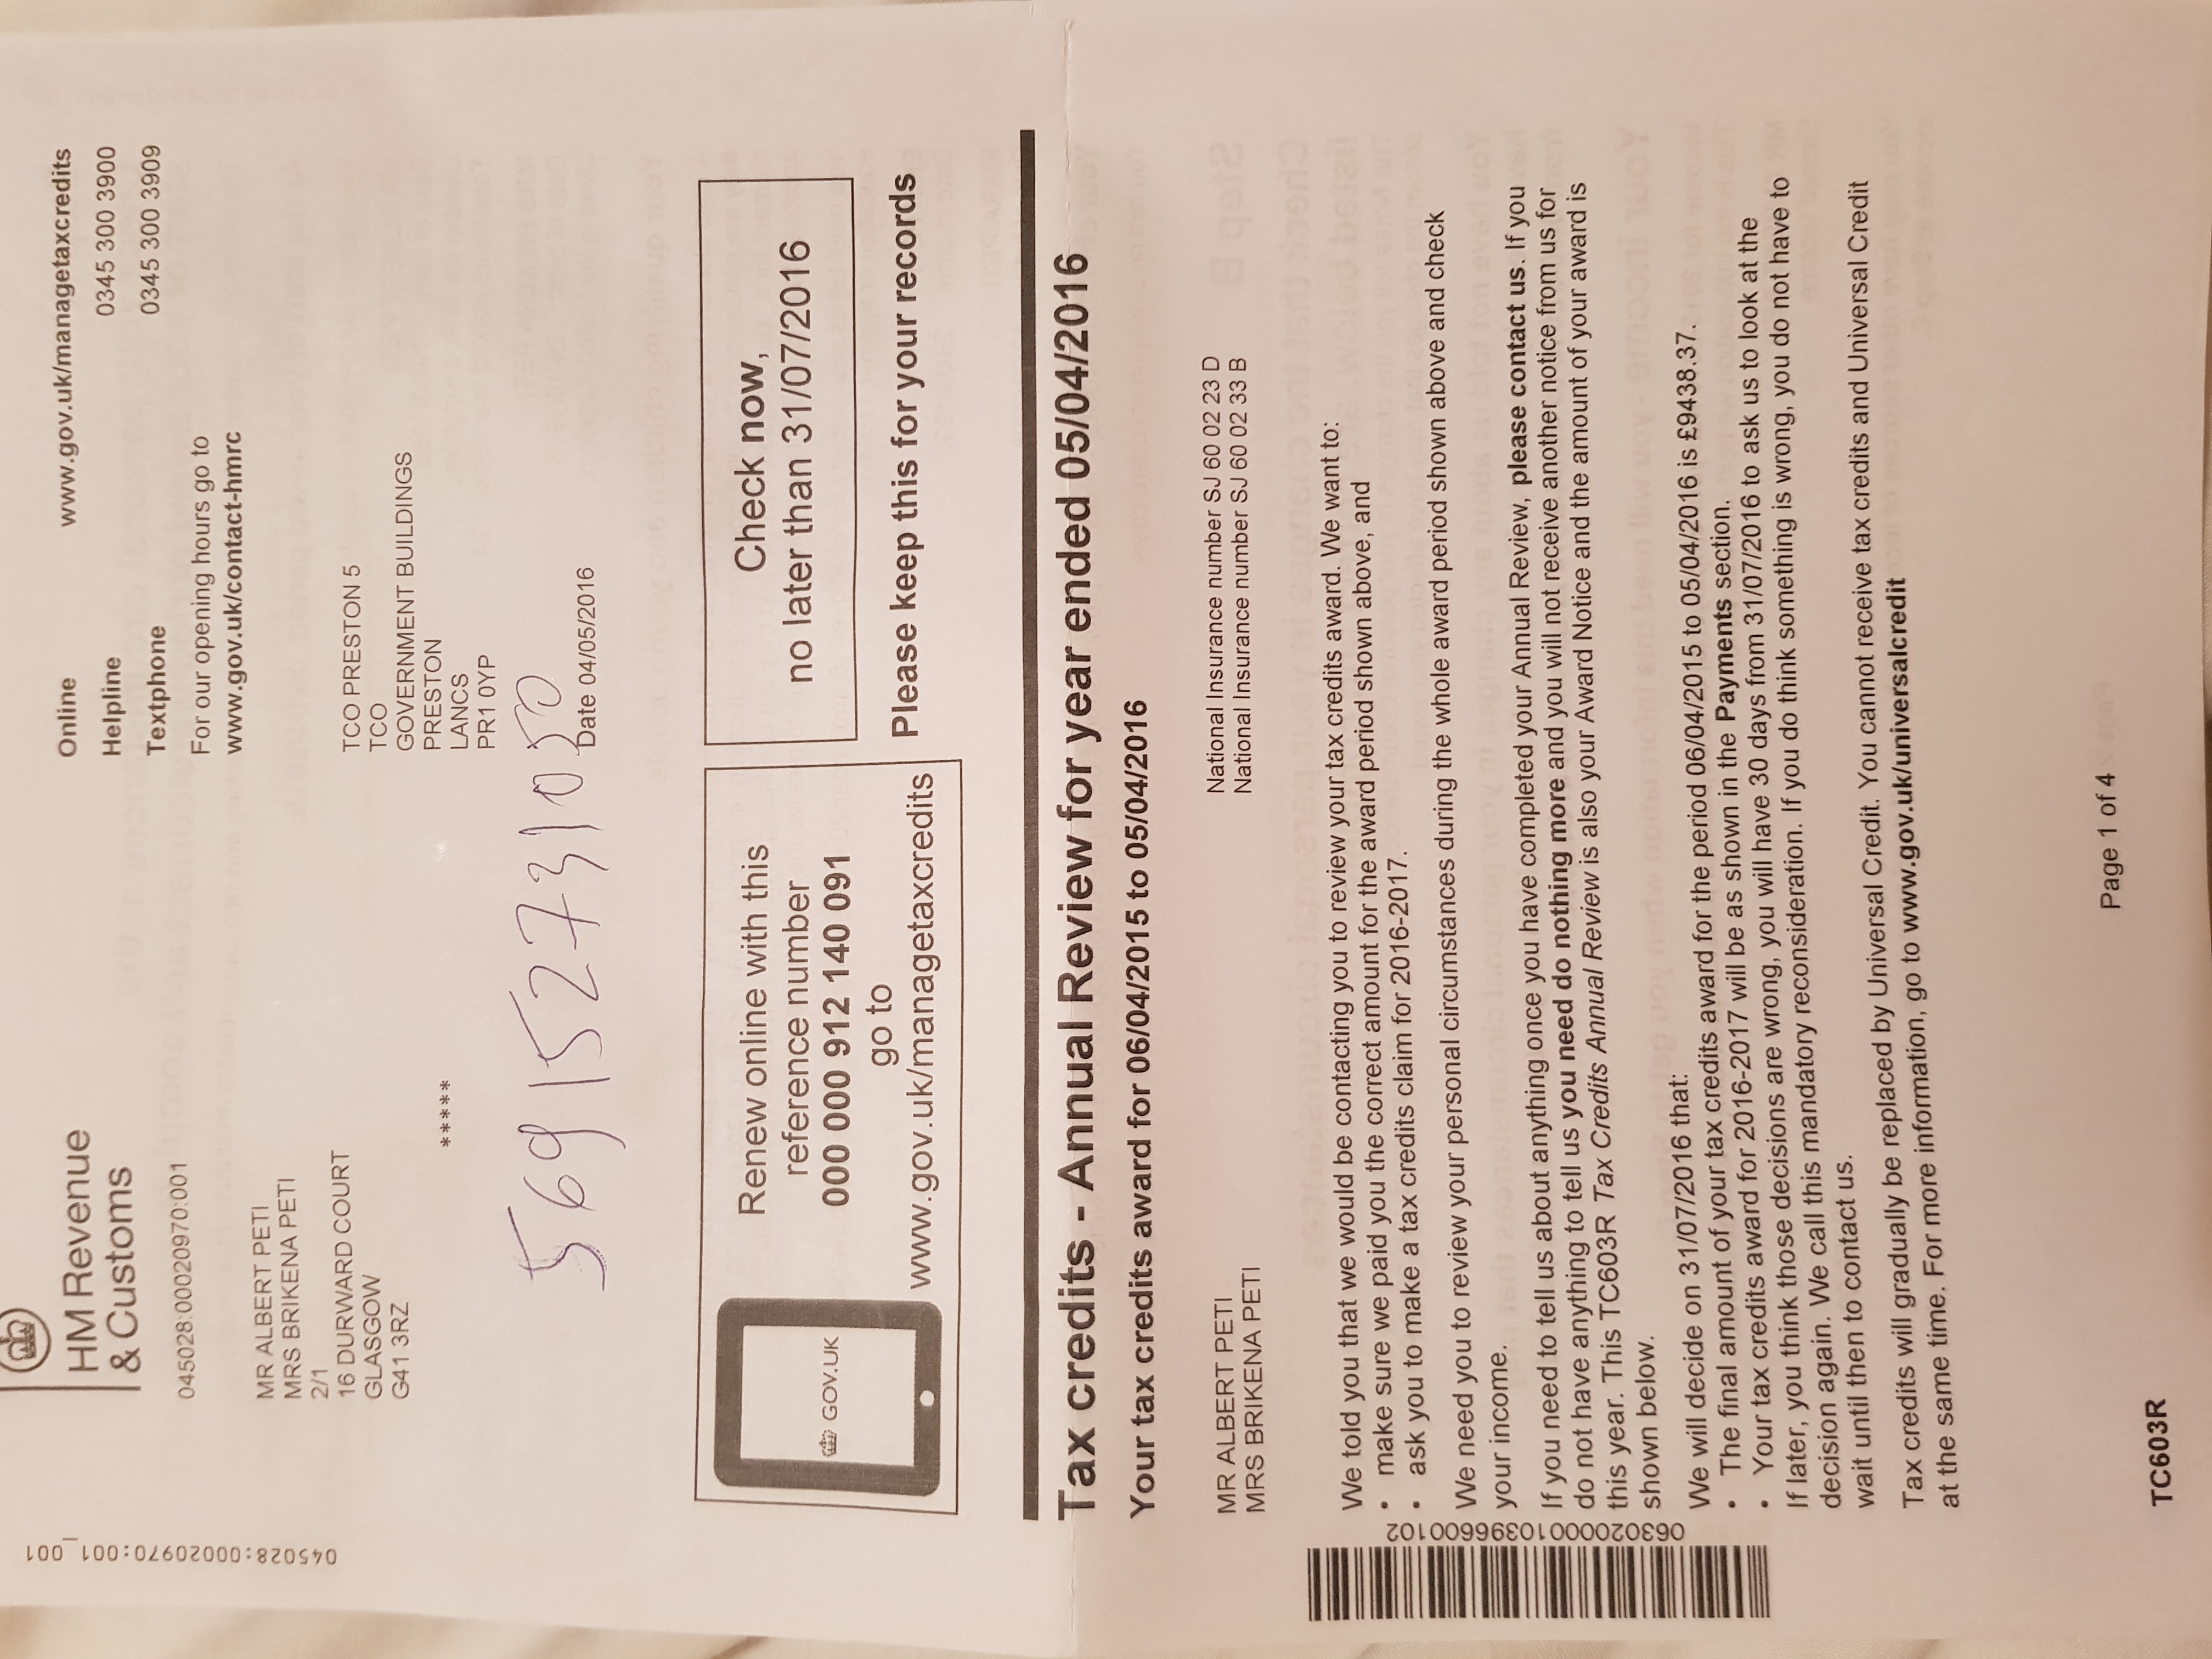 045028:00020970:001_001
HM Revenue
& Customs
045028:00020970:001
MR ALBERT PETI
MRS BRIKENA PETI
2/1
16 DURWARD COURT
GLASGOW
G41 3RZ
*****
Online www.gov.uk/managetaxcredits
Helpline 0345 300 3900
Textphone 0345 300 3909
For our opening hours go to
www.gov.uk/contact-hmrc
TCO PRESTON 5
TCO
GOVERNMENT BUILDINGS
PRESTON
LANCS
PR1 0YP
569152731050
Date 04/05/2016
GOV.UK
Renew online with this
reference number
000 000 912 140 091
go to
www.gov.uk/managetaxcredits
Check now,
no later than 31/07/2016
Please keep this for your records
Tax credits - Annual Review for year ended 05/04/2016
Your tax credits award for 06/04/2015 to 05/04/2016
MR ALBERT PETI National Insurance number SJ 60 02 23 D
MRS BRIKENA PETI National Insurance number SJ 60 02 33 B
We told you that we would be contacting you to review your tax credits award. We want to:
• make sure we paid you the correct amount for the award period shown above, and
• ask you to make a tax credits claim for 2016-2017.
We need you to review your personal circumstances during the whole award period shown above and check
your income.
If you need to tell us about anything once you have completed your Annual Review, please contact us. If you
do not have anything to tell us you need do nothing more and you will not receive another notice from us for
this year. This TC603R Tax Credits Annual Review is also your Award Notice and the amount of your award is
shown below.
We will decide on 31/07/2016 that:
• The final amount of your tax credits award for the period 06/04/2015 to 05/04/2016 is £9438.37.
• Your tax credits award for 2016-2017 will be as shown in the Payments section.
If later, you think those decisions are wrong, you will have 30 days from 31/07/2016 to ask us to look at the
decision again. We call this mandatory reconsideration. If you do think something is wrong, you do not have to
wait until then to contact us.
Tax credits will gradually be replaced by Universal Credit. You cannot receive tax credits and Universal Credit
at the same time. For more information, go to www.gov.uk/universalcredit
Page 1 of 4
TC603R